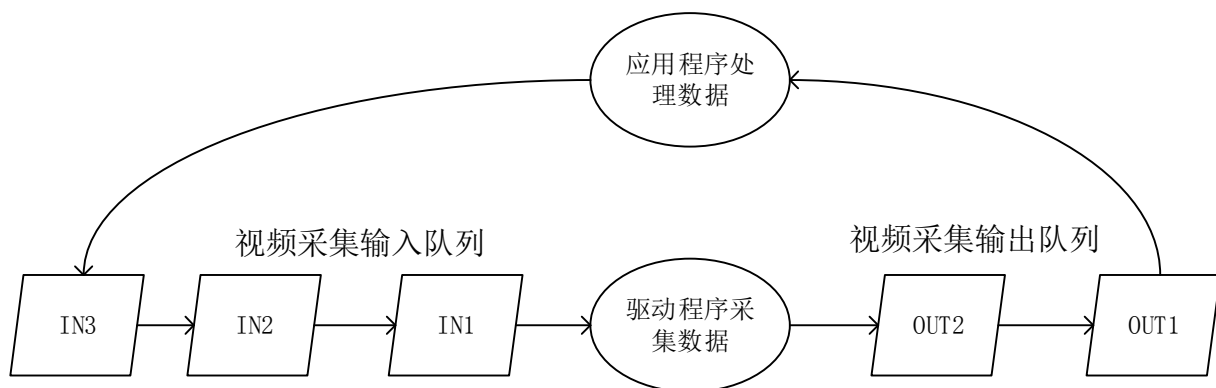 应用程序处
理数据
视频采集输入队列
视频采集输出队列
IN3
IN2
IN1
驱动程序采
集数据
OUT2
OUT1